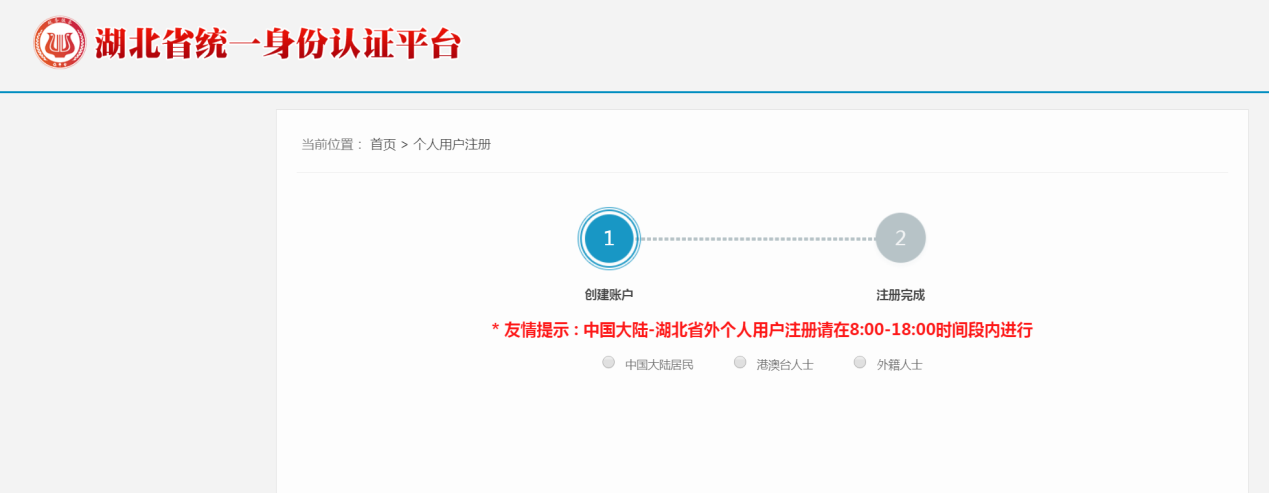 湖北省统一身份认证平台
当前位置： 首页 > 个人用户注册
1
2
创建账户
注册完成
* 友情提示 : 中国大陆-湖北省外个人用户注册请在8:00-18:00时间段内进行
中国大陆居民 港澳台人士 外籍人士